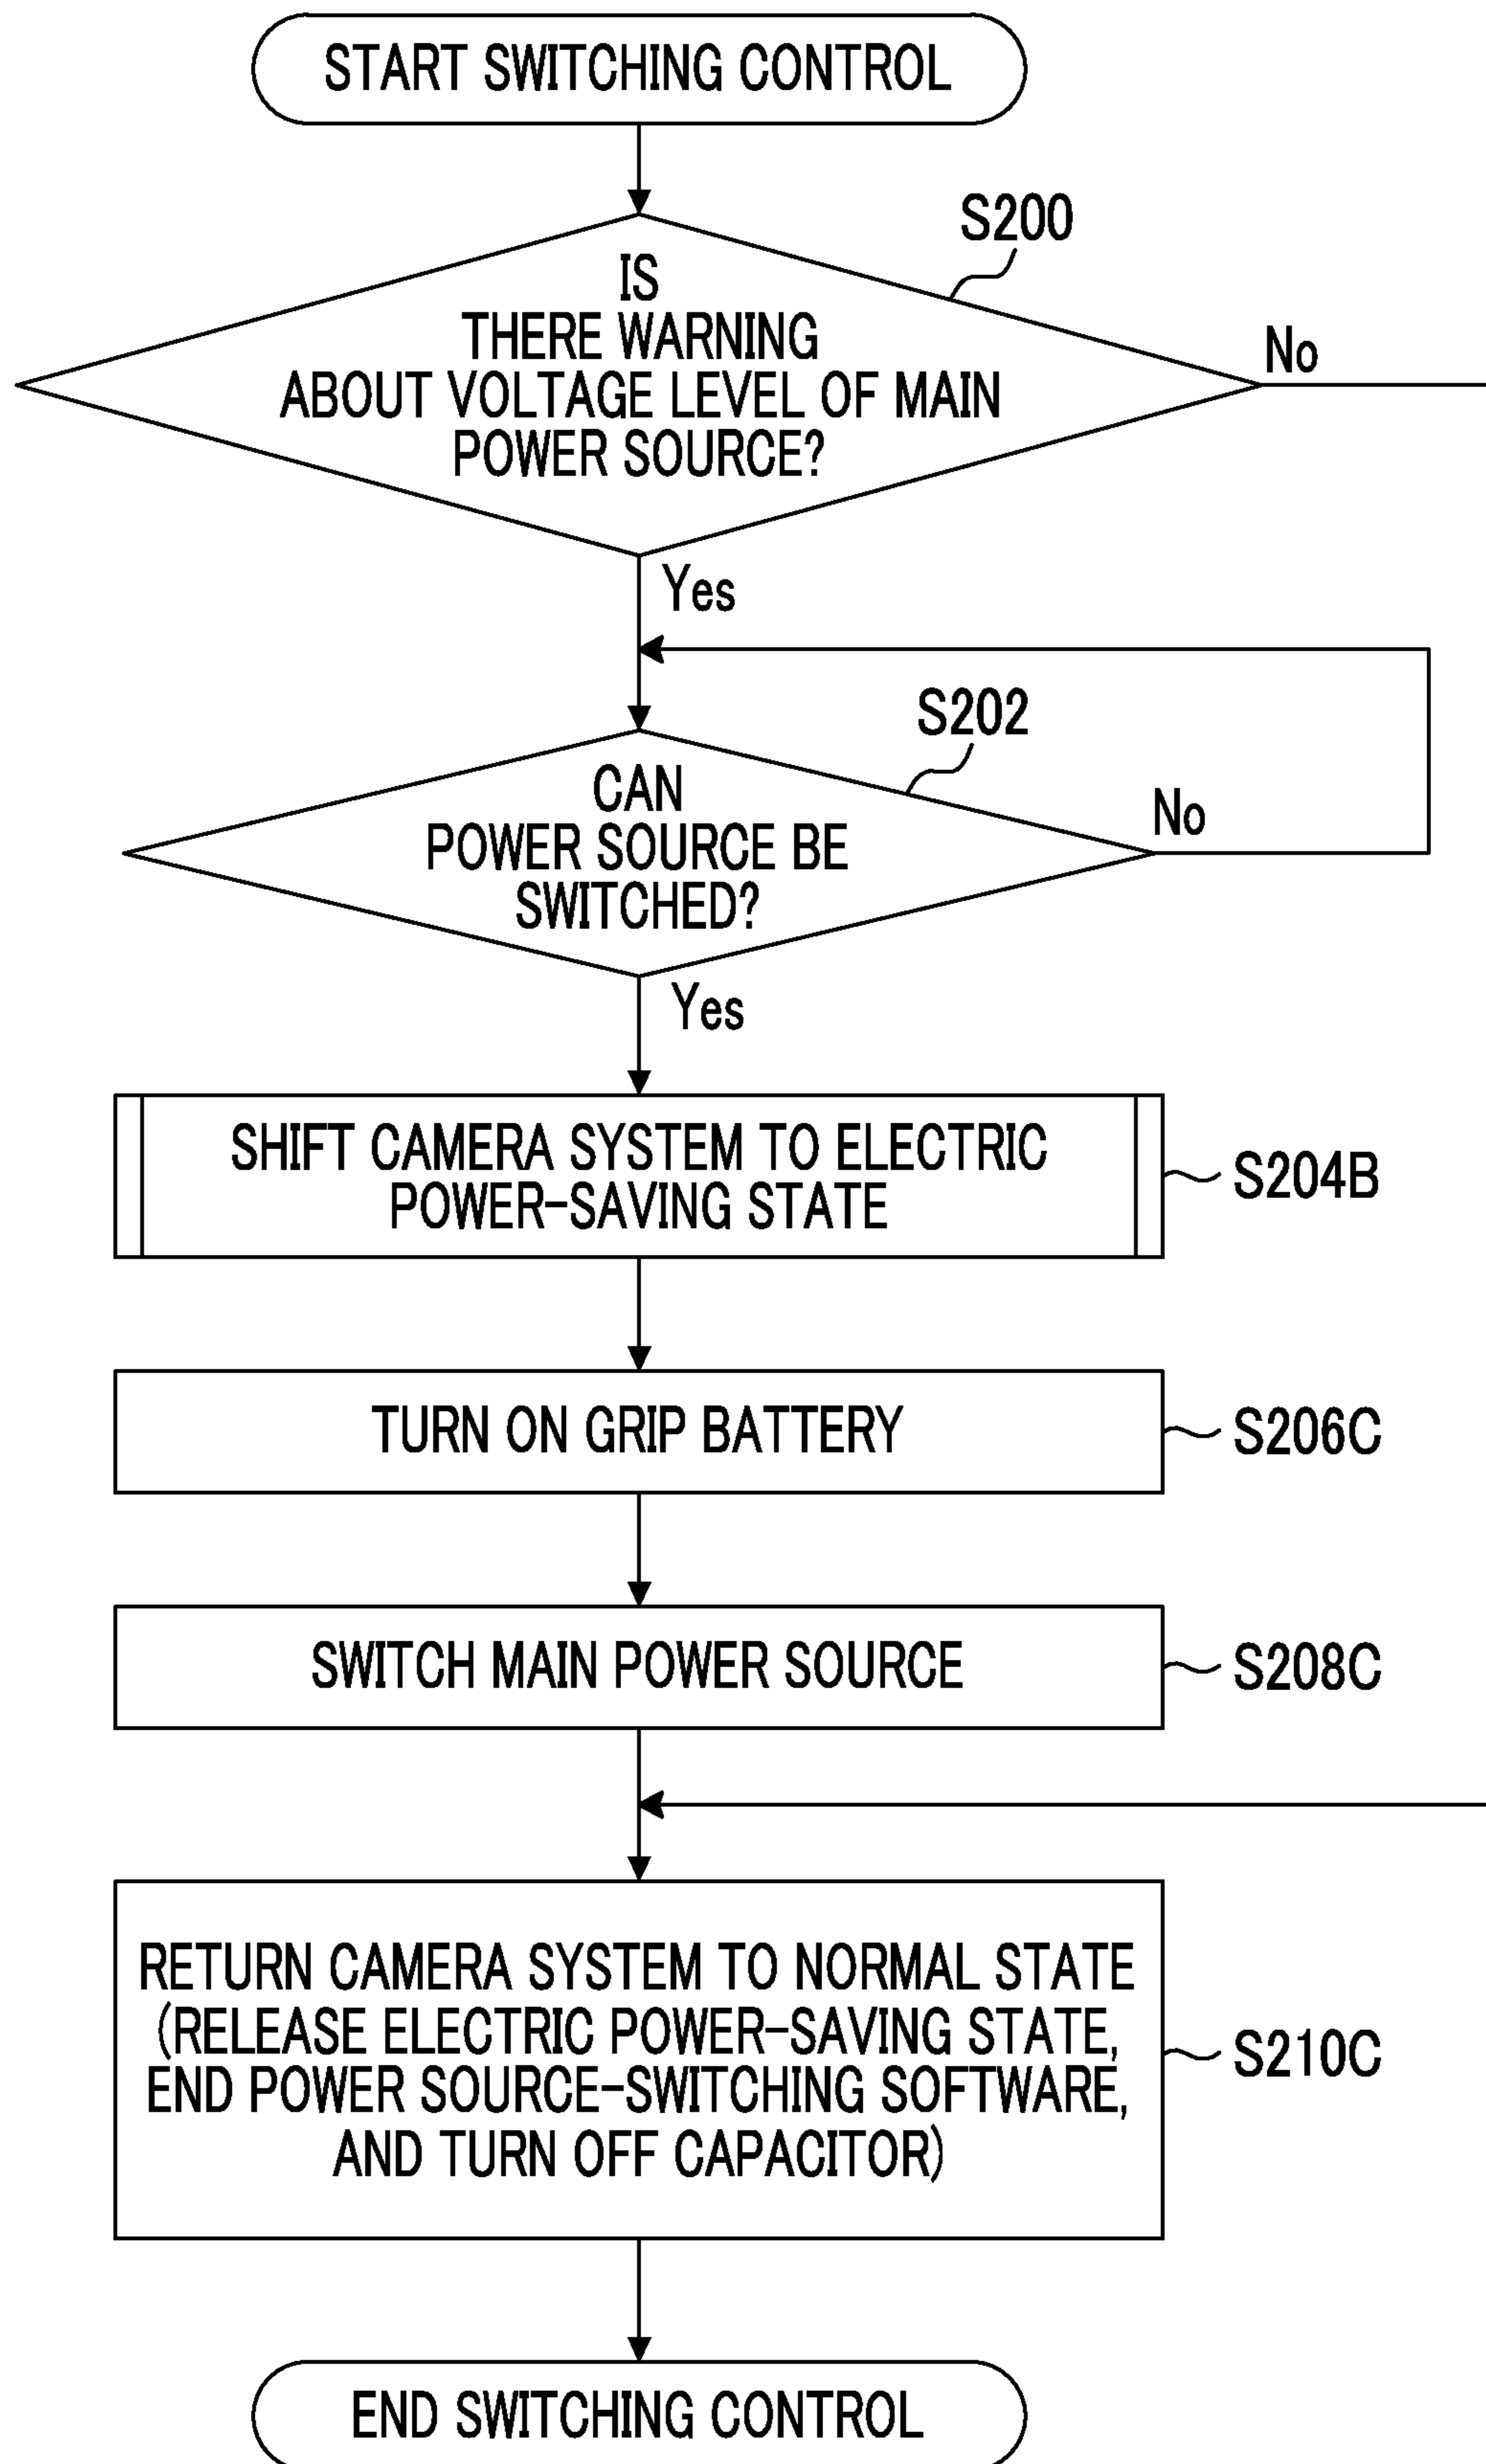 START SWITCHING CONTROL
S200
IS
THERE WARNING
ABOUT VOLTAGE LEVEL OF MAIN
POWER SOURCE?
No
Yes
S202
CAN
POWER SOURCE BE
SWITCHED?
No
Yes
SHIFT CAMERA SYSTEM TO ELECTRIC
POWER-SAVING STATE
S204B
TURN ON GRIP BATTERY
S206C
SWITCH MAIN POWER SOURCE
S208C
RETURN CAMERA SYSTEM TO NORMAL STATE
(RELEASE ELECTRIC POWER-SAVING STATE,
END POWER SOURCE-SWITCHING SOFTWARE,
AND TURN OFF CAPACITOR)
S210C
END SWITCHING CONTROL